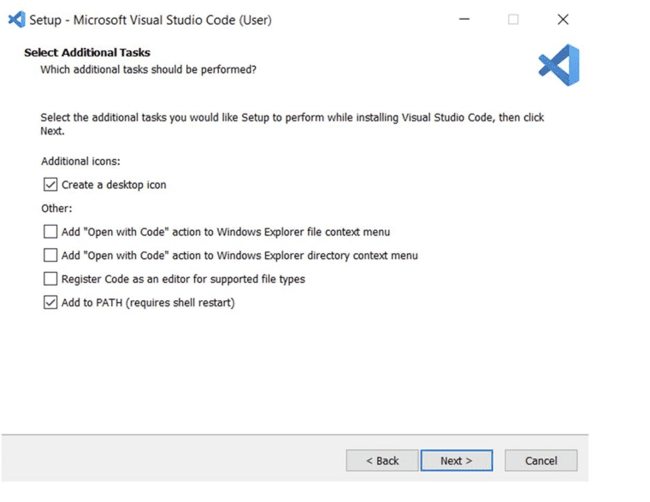 Setup - Microsoft Visual Studio Code (User)
Select Additional Tasks
Which additional tasks should be performed?
Select the additional tasks you would like Setup to perform while installing Visual Studio Code, then click
Next.
Additional icons:
Create a desktop icon
Other:
Add "Open with Code" action to Windows Explorer file context menu
Add "Open with Code" action to Windows Explorer directory context menu
Register Code as an editor for supported file types
Add to PATH (requires shell restart)
< Back Next > Cancel